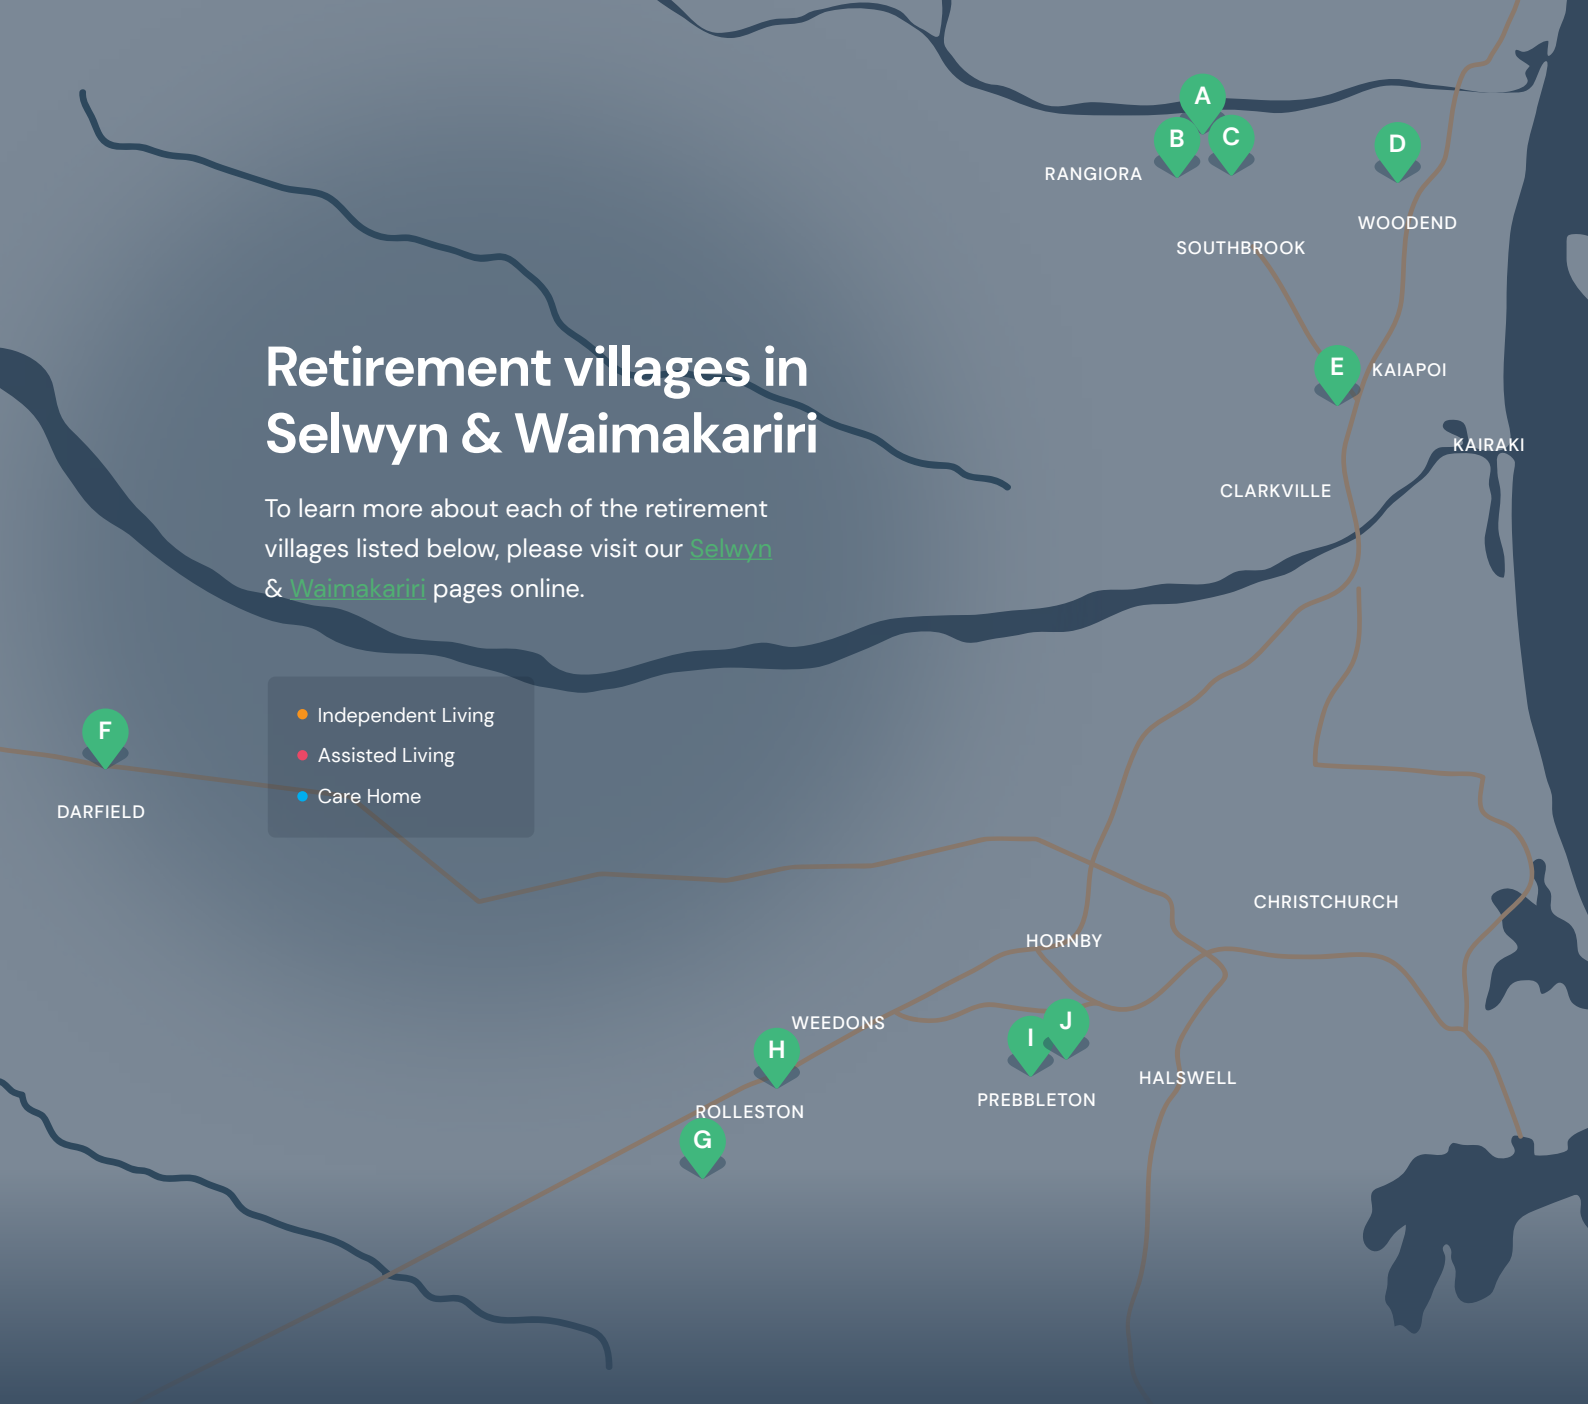 A
B
C
D
RANGIORA
WOODEND
SOUTHBROOK
E
KAIAPOI
KAIRAKI
CLARKVILLE
Retirement villages in
Selwyn & Waimakariri
To learn more about each of the retirement
villages listed below, please visit our Selwyn
& Waimakariri pages online.
Independent Living
Assisted Living
Care Home
F
DARFIELD
CHRISTCHURCH
HORNBY
WEEDONS
H
I
J
HALSWELL
PREBBLETON
ROLLESTON
G